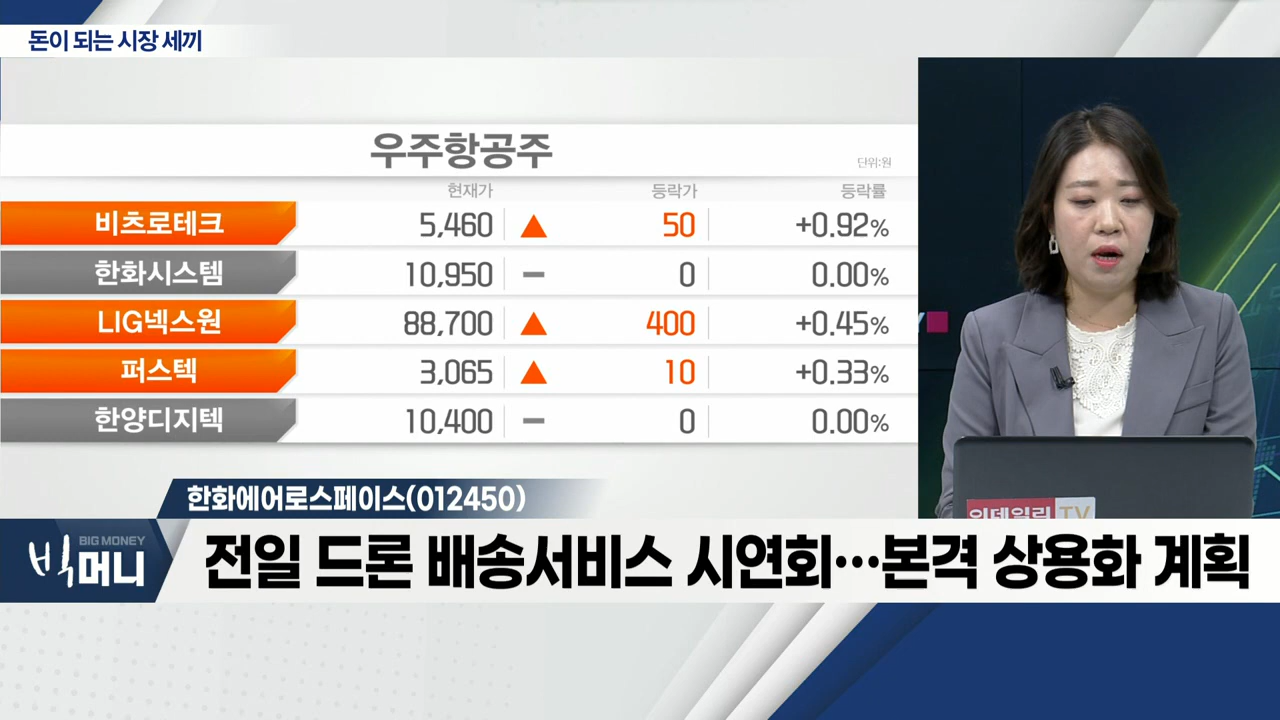 돈이 되는 시장 세끼
우주항공주
단위:원
현재가 등락가 등락률
비츠로테크 5,460 ▲ 50 +0.92%
한화시스템 10,950 - 0 0.00%
LIG넥스원 88,700 ▲ 400 +0.45%
퍼스텍 3,065 ▲ 10 +0.33%
한양디지텍 10,400 - 0 0.00%
Y
이데일리 TV
한화에어로스페이스(012450)
BIG MONEY
빅머니
전일 드론 배송서비스 시연회…본격 상용화 계획